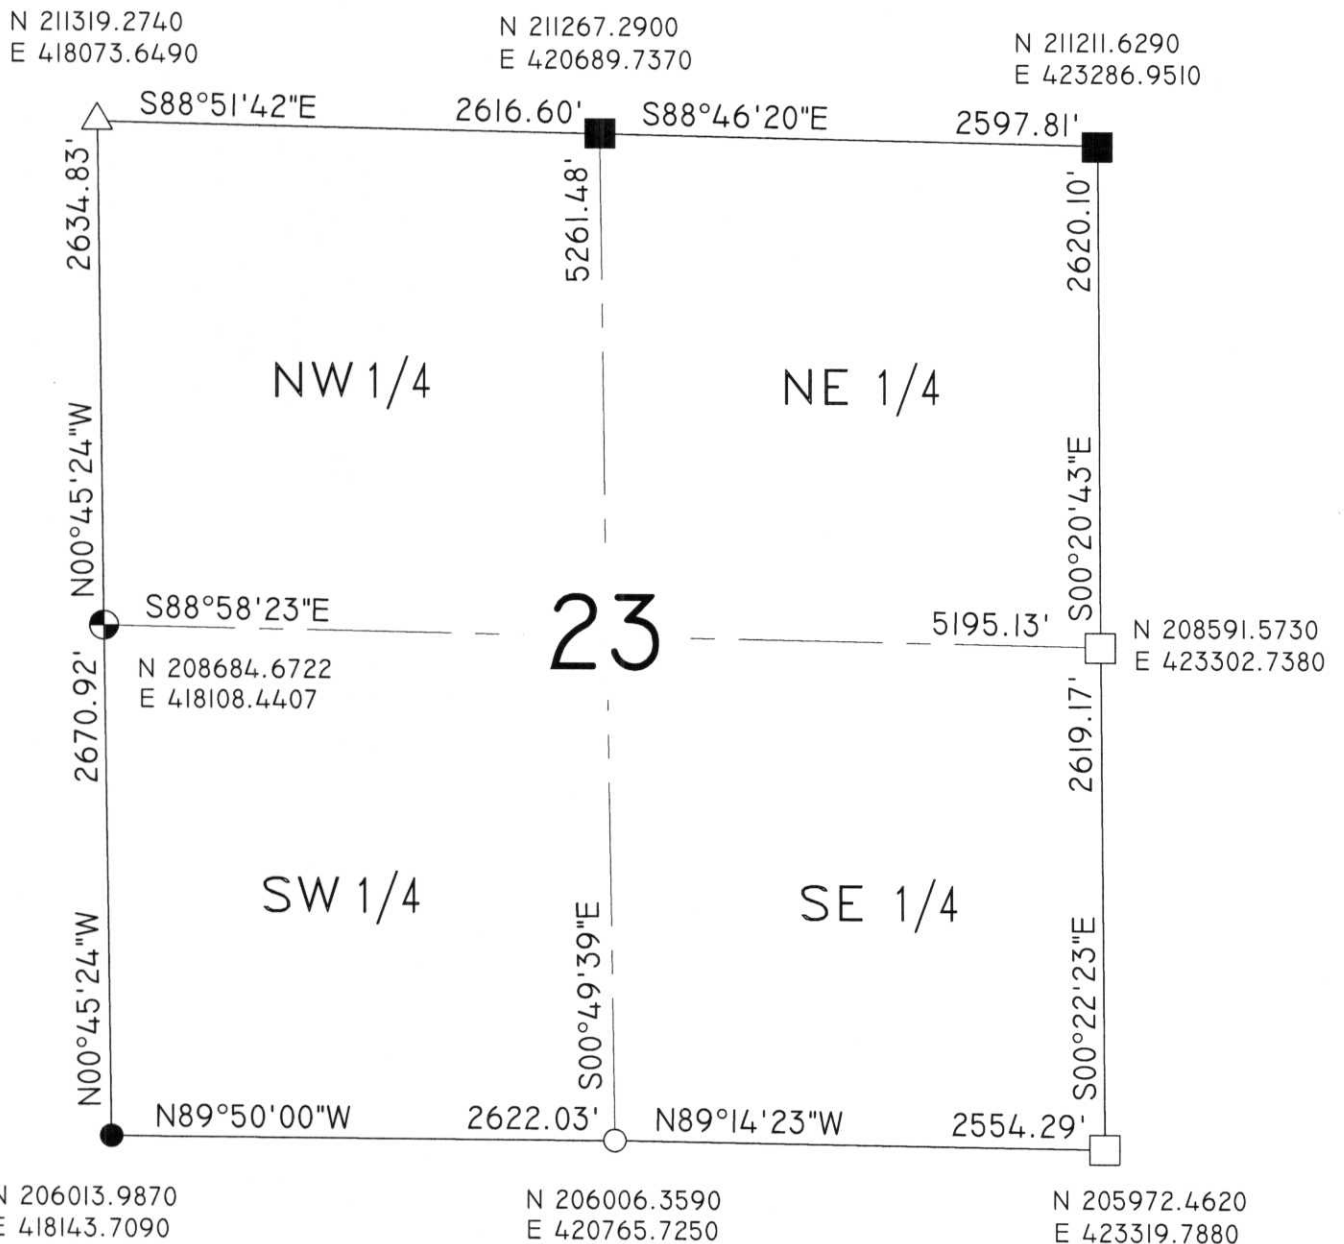 N 211319.2740
E 418073.6490
N 211267.2900
E 420689.7370
N 211211.6290
E 423286.9510
S88°51'42"E
2616.60'
S88°46'20"E
2597.81'
2634.83'
5261.48'
2620.10'
NW 1/4
NE 1/4
N00°45'24"W
S00°20'43"E
S88°58'23"E
23
5195.13'
N 208684.6722
E 418108.4407
N 208591.5730
E 423302.7380
2670.92'
2619.17'
SW 1/4
SE 1/4
N00°45'24"W
S00°49'39"E
S00°22'23"E
N89°50'00"W
2622.03'
N89°14'23"W
2554.29'
N 206013.9870
E 418143.7090
N 206006.3590
E 420765.7250
N 205972.4620
E 423319.7880